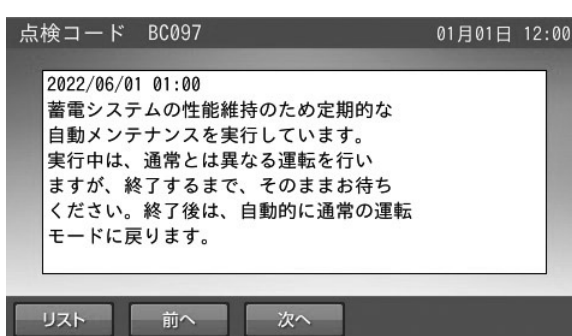 点検コード BC097 01月01日 12:00
2022/06/01 01:00
蓄電システムの性能維持のため定期的な
自動メンテナンスを実行しています。
実行中は、通常とは異なる運転を行い
ますが、終了するまで、そのままお待ち
ください。終了後は、自動的に通常の運転
モードに戻ります。
リスト 前へ 次へ